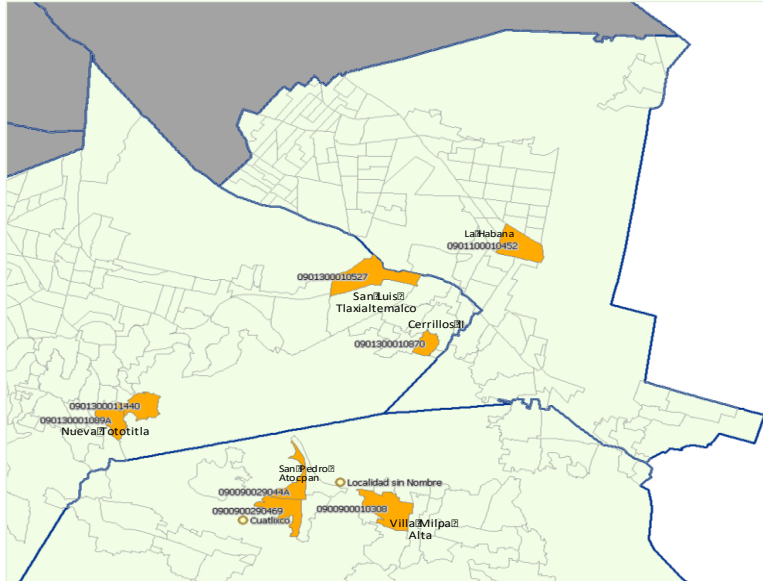 La Habana
0901100010452
0901300010527
San Luis
Tlaxialtemalco
Cerrillos I
0901300010870
0901300011440
090130001089A
Nueva Tototitla
San Pedro
Atocpan
Localidad sin Nombre
090090029044A
0900900290469
0900900010308
Cuatlixco
Villa Milpa
Alta